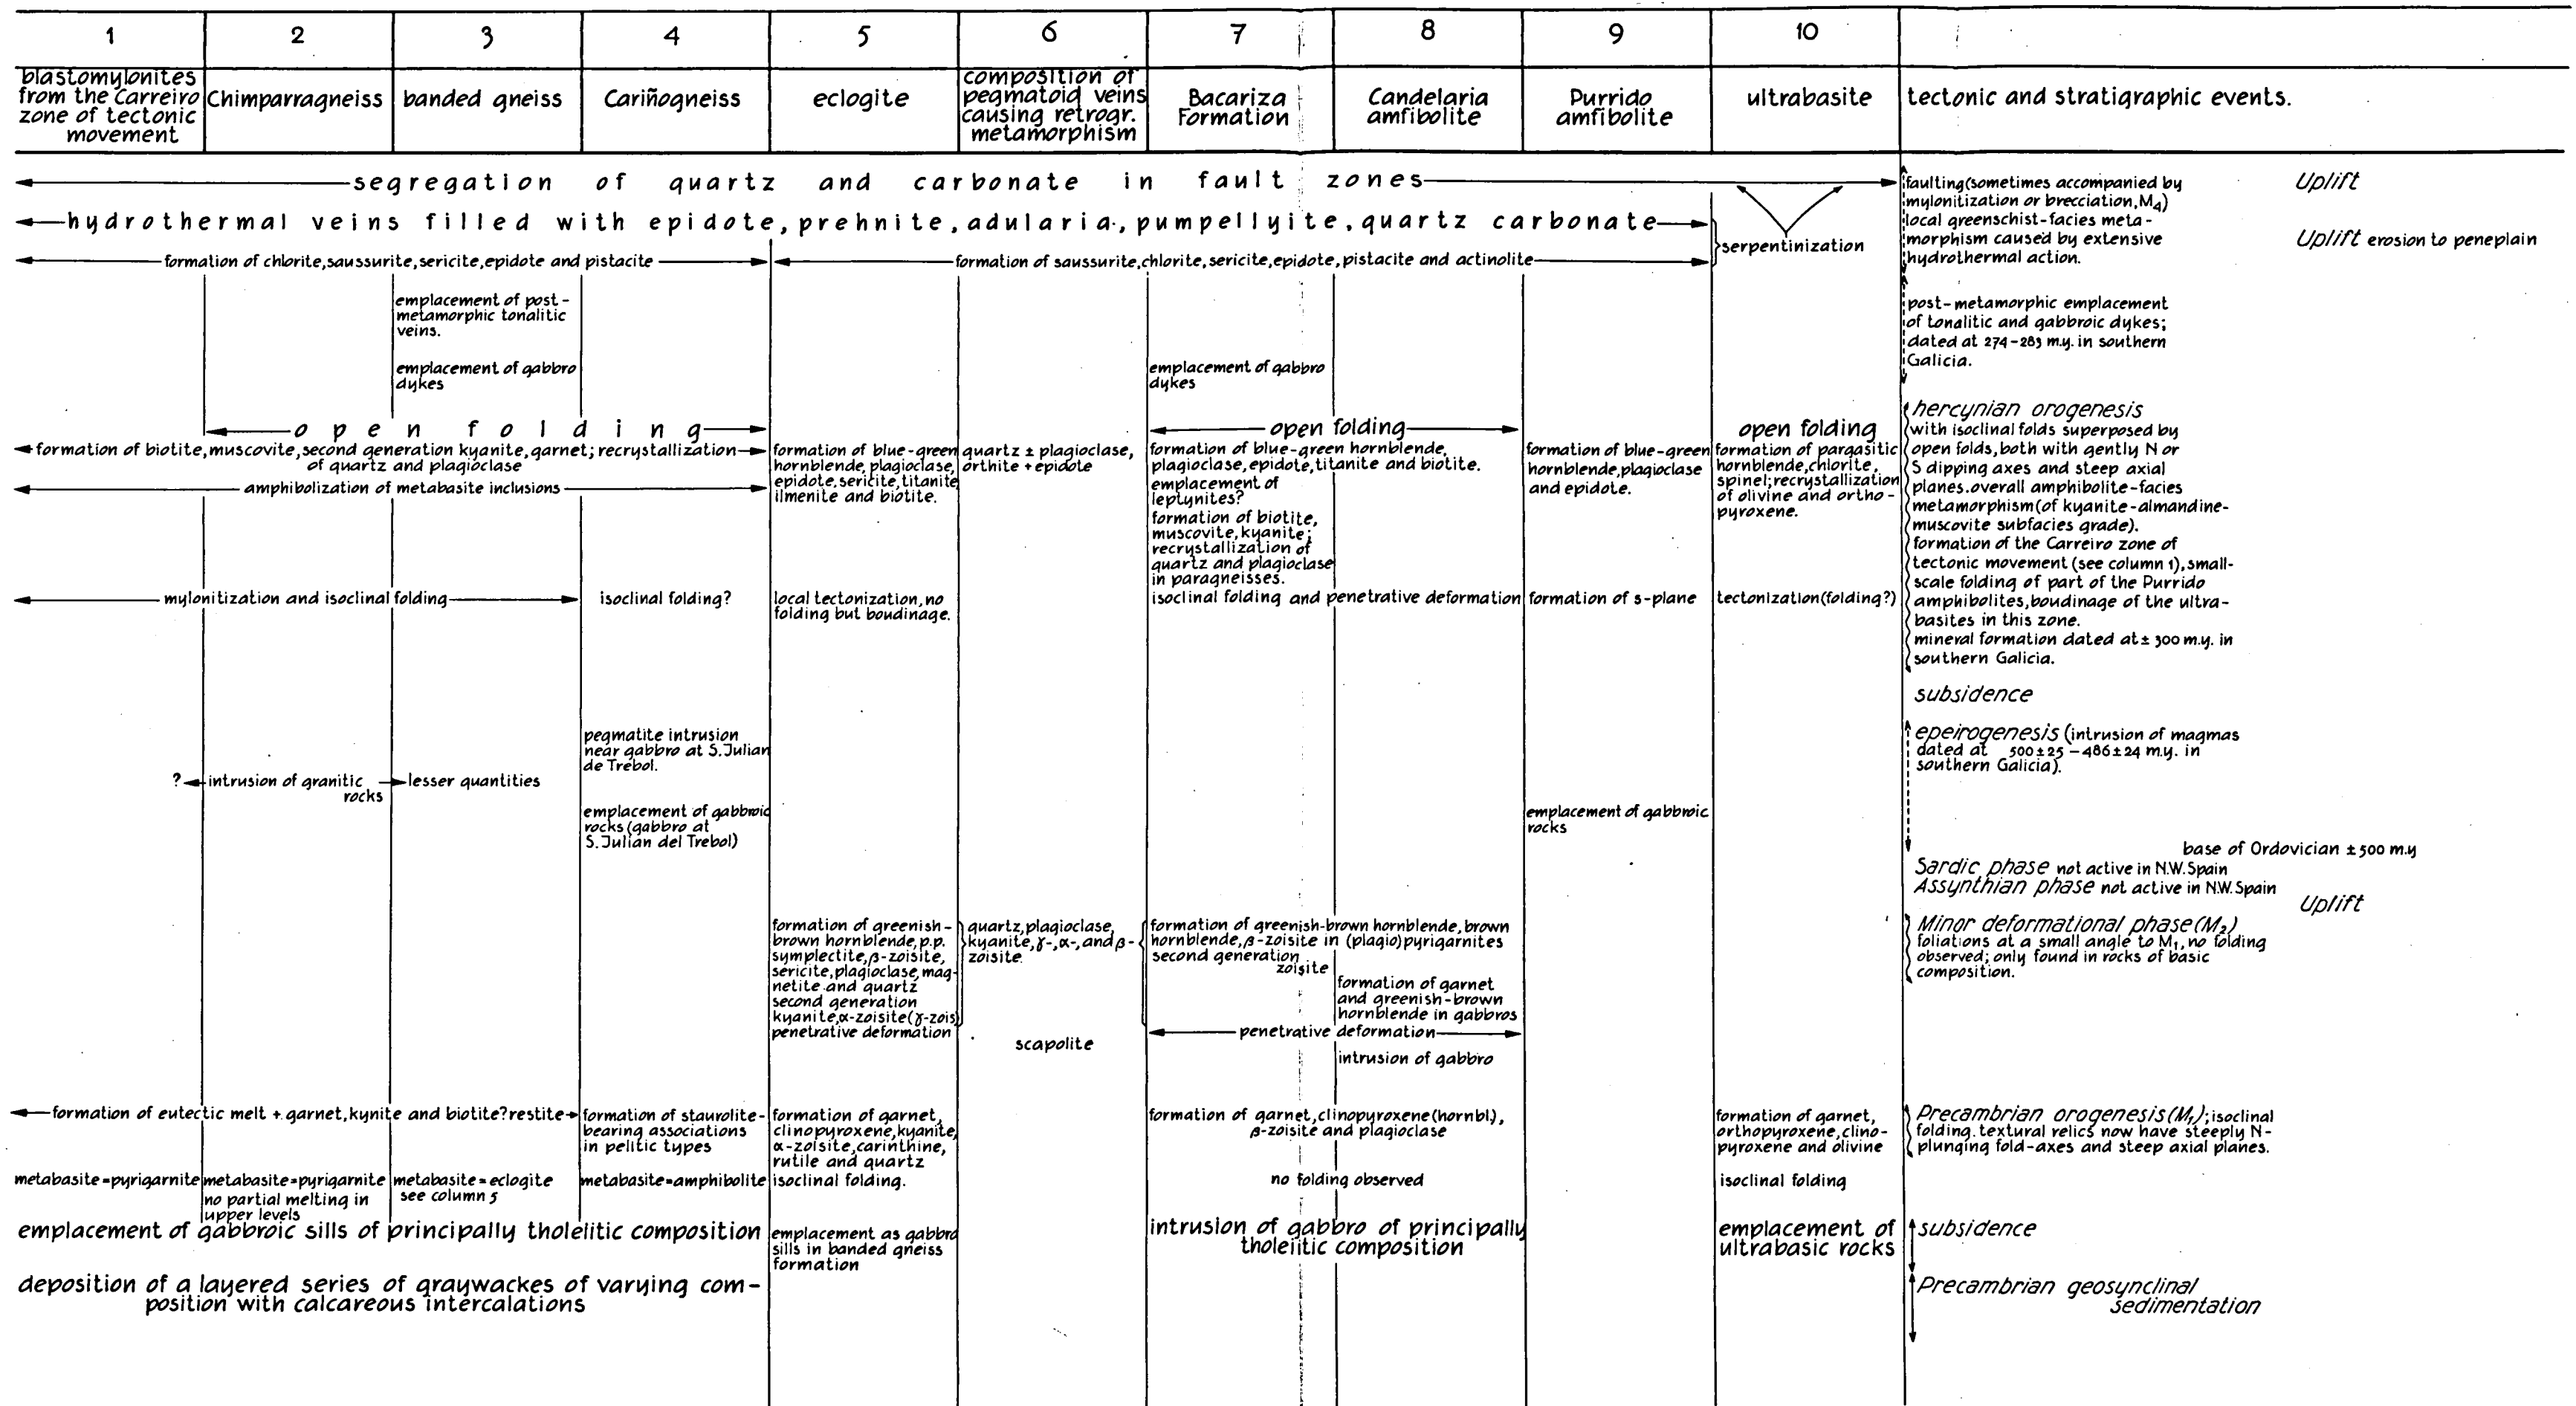 1 2 3 4 5 6 7 8 9 10
blastomylonites
from the Carreiro
zone of tectonic
movement
Chimparragneiss
banded gneiss
Cariñogneiss
eclogite
composition of
pegmatoid veins
causing retrogr.
metamorphism
Bacariza
Formation
Candelaria
amfibolite
Purrido
amfibolite
ultrabasite
tectonic and stratigraphic events.
segregation of quartz and carbonate in fault zones
hydrothermal veins filled with epidote, prehnite, adularia, pumpellyite, quartz carbonate
serpentinization
formation of chlorite, saussurite, sericite, epidote and pistacite
formation of saussurite, chlorite, sericite, epidote, pistacite and actinolite
faulting (sometimes accompanied by
mylonitization or brecciation, M4)
local greenschist-facies meta-
morphism caused by extensive
hydrothermal action.
Uplift
Uplift erosion to peneplain
emplacement of post-
metamorphic tonalitic
veins.
emplacement of gabbro
dykes
emplacement of gabbro
dykes
post-metamorphic emplacement
of tonalitic and gabbroic dykes;
dated at 274-283 m.y. in southern
Galicia.
open folding
open folding
open folding
formation of biotite, muscovite, second generation kyanite, garnet; recrystallization
of quartz and plagioclase
amphibolization of metabasite inclusions
formation of blue-green
hornblende, plagioclase,
epidote, sericite, titanite
ilmenite and biotite.
quartz ± plagioclase,
orthite + epidote
formation of blue-green hornblende,
plagioclase, epidote, titanite and biotite.
emplacement of
leptynites?
formation of biotite,
muscovite, kyanite;
recrystallization of
quartz and plagioclase
in paragneisses.
formation of blue-green
hornblende, plagioclase
and epidote.
formation of pargasitic
hornblende, chlorite,
spinel; recrystallization
of olivine and ortho-
pyroxene.
hercynian orogenesis
with isoclinal folds superposed by
open folds, both with gently N or
S dipping axes and steep axial
planes. overall amphibolite-facies
metamorphism (of kyanite-almandine-
muscovite subfacies grade).
formation of the Carreiro zone of
tectonic movement (see column 1), small-
scale folding of part of the Purrido
amphibolites, boudinage of the ultra-
basites in this zone.
mineral formation dated at ± 300 m.y. in
southern Galicia.
mylonitization and isoclinal folding
isoclinal folding?
local tectonization, no
folding but boudinage.
isoclinal folding and penetrative deformation
formation of s-plane
tectonization (folding?)
subsidence
pegmatite intrusion
near gabbro at S. Julian
de Trebol.
? intrusion of granitic
rocks
lesser quantities
emplacement of gabbroic
rocks (gabbro at
S. Julian del Trebol)
emplacement of gabbroic
rocks
epeirogenesis (intrusion of magmas
dated at 500±25 – 486±24 m.y. in
southern Galicia).
base of Ordovician ± 500 m.y
Sardic phase not active in N.W. Spain
Assynthian phase not active in N.W. Spain
Uplift
formation of greenish-
brown hornblende, p.p.
symplectite, β-zoisite,
sericite, plagioclase, mag-
netite and quartz
second generation
kyanite, α-zoisite (γ-zois)
penetrative deformation
quartz, plagioclase,
kyanite, γ-, α-, and β-
zoisite.
scapolite
formation of greenish-brown hornblende, brown
hornblende, β-zoisite in (plagio)pyrigarnites
second generation
zoisite
formation of garnet
and greenish-brown
hornblende in gabbros
penetrative deformation
intrusion of gabbro
Minor deformational phase (M2)
foliations at a small angle to M1, no folding
observed; only found in rocks of basic
composition.
formation of eutectic melt + garnet, kynite and biotite? restite
formation of staurolite-
bearing associations
in pelitic types
formation of garnet,
clinopyroxene, kyanite,
α-zoisite, carinthine,
rutile and quartz
isoclinal folding.
formation of garnet, clinopyroxene (hornbl.),
β-zoisite and plagioclase
no folding observed
formation of garnet,
orthopyroxene, clino-
pyroxene and olivine
isoclinal folding
Precambrian orogenesis (M1); isoclinal
folding. textural relics now have steeply N-
plunging fold-axes and steep axial planes.
metabasite=pyrigarnite
metabasite=pyrigarnite
no partial melting in
upper levels
metabasite=eclogite
see column 5
metabasite=amphibolite
emplacement of gabbroic sills of principally tholeiitic composition
emplacement as gabbro
sills in banded gneiss
formation
intrusion of gabbro of principally
tholeiitic composition
emplacement of
ultrabasic rocks
subsidence
deposition of a layered series of graywackes of varying com-
position with calcareous intercalations
Precambrian geosynclinal
sedimentation